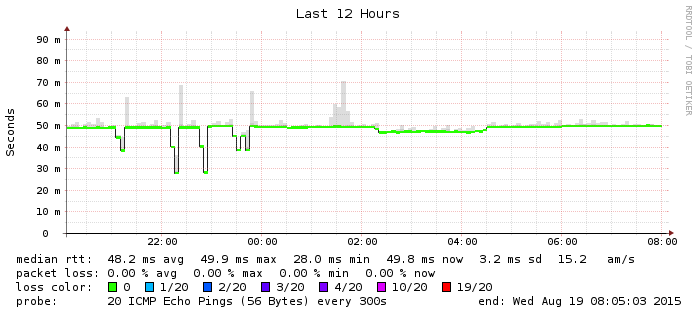 Last 12 Hours
RRDTOOL / TOBI OETIKER
Seconds
90 m
80 m
70 m
60 m
50 m
40 m
30 m
20 m
10 m
0
22:00 00:00 02:00 04:00 06:00 08:00
median rtt: 48.2 ms avg 49.9 ms max 28.0 ms min 49.8 ms now 3.2 ms sd 15.2 am/s
packet loss: 0.00 % avg 0.00 % max 0.00 % min 0.00 % now
loss color: 0 1/20 2/20 3/20 4/20 10/20 19/20
probe: 20 ICMP Echo Pings (56 Bytes) every 300s end: Wed Aug 19 08:05:03 2015